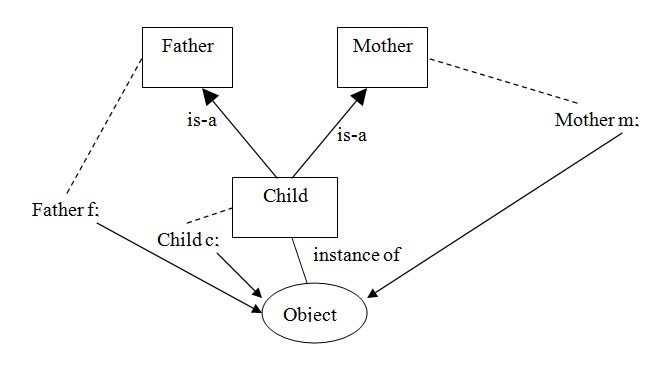 Father
Mother
is-a
is-a
Mother m;
Child
Father f;
Child c;
instance of
Object